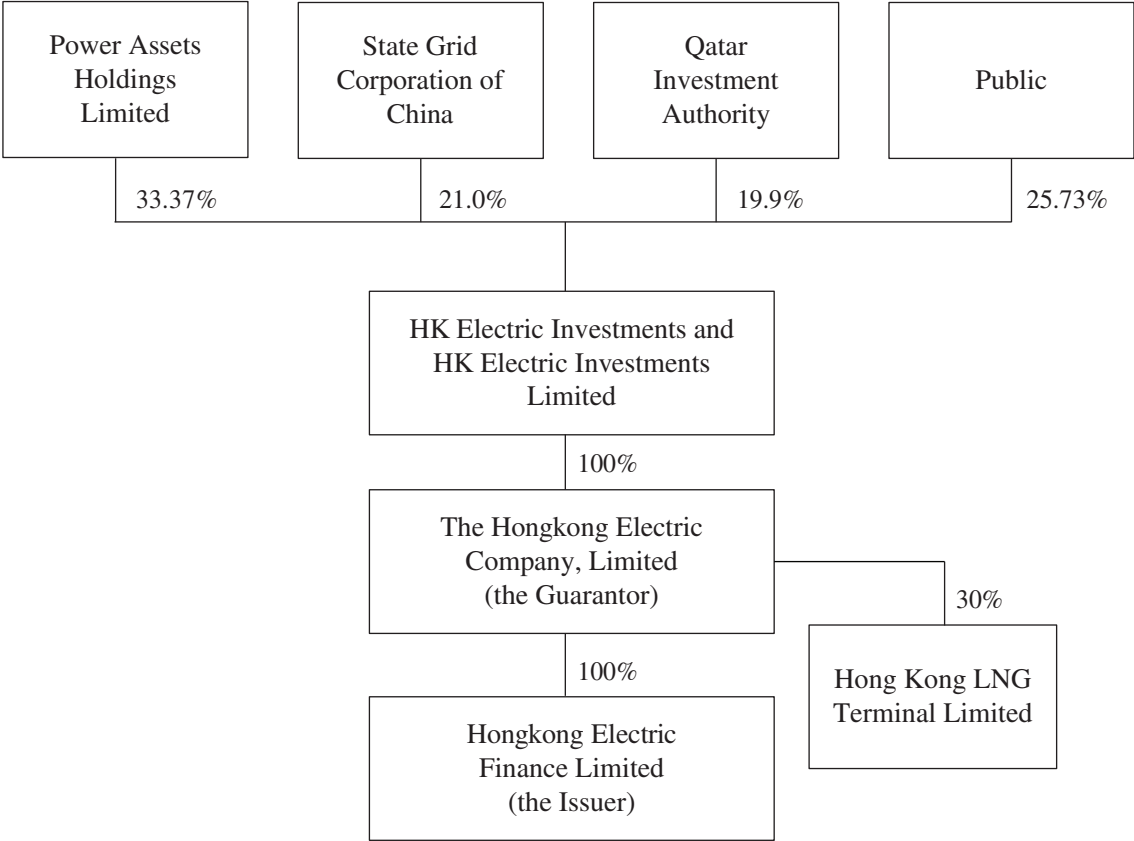 Power Assets
Holdings
Limited
State Grid
Corporation of
China
Qatar
Investment
Authority
Public
33.37%
21.0%
19.9%
25.73%
HK Electric Investments and
HK Electric Investments
Limited
100%
The Hongkong Electric
Company, Limited
(the Guarantor)
30%
100%
Hong Kong LNG
Terminal Limited
Hongkong Electric
Finance Limited
(the Issuer)